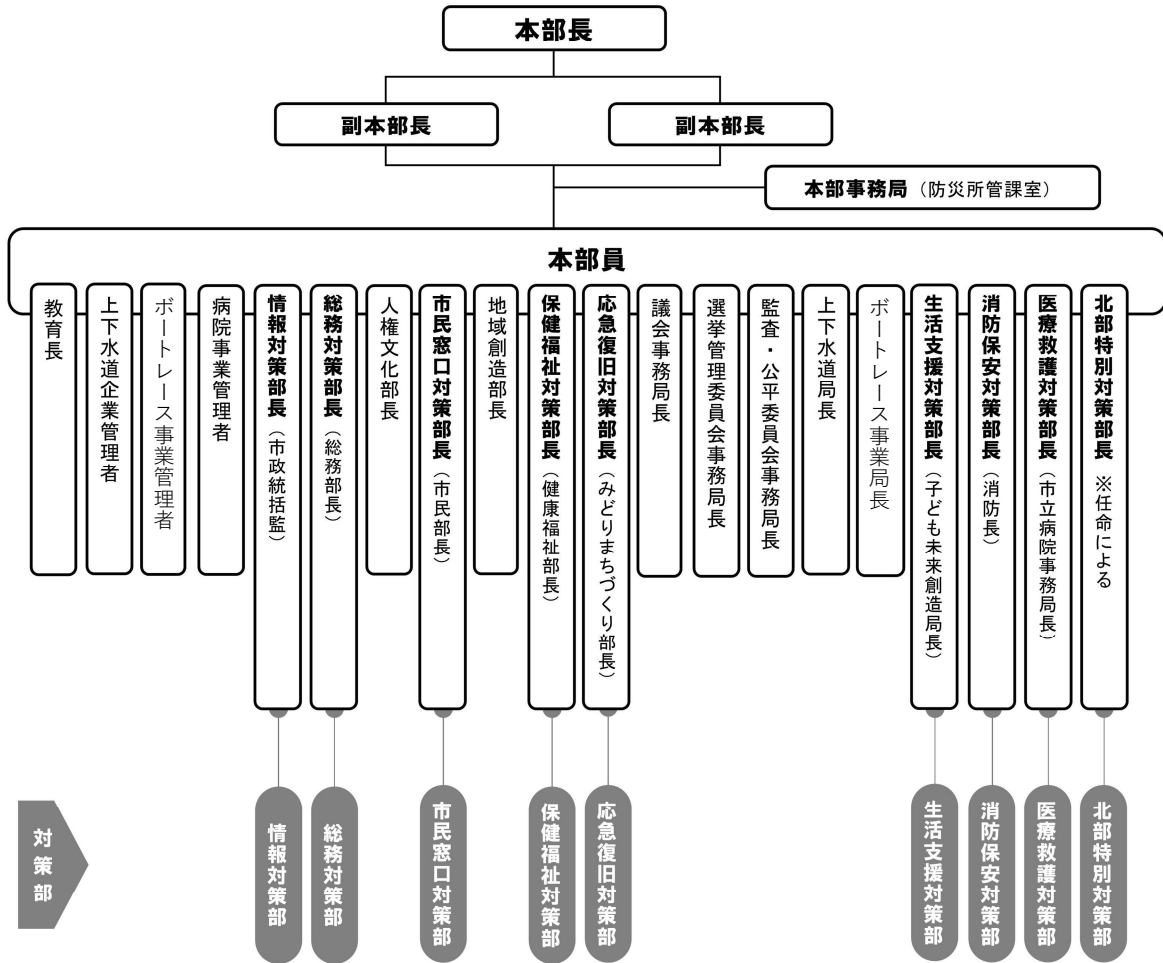 本部長
副本部長
副本部長
本部事務局（防災所管課室）
本部員
教育長
上下水道企業管理者
ボートレース事業管理者
病院事業管理者
情報対策部長（市政統括監）
総務対策部長（総務部長）
人権文化部長
市民窓口対策部長（市民部長）
地域創造部長
保健福祉対策部長（健康福祉部長）
応急復旧対策部長（みどりまちづくり部長）
議会事務局長
選挙管理委員会事務局長
監査・公平委員会事務局長
上下水道局長
ボートレース事業局長
生活支援対策部長（子ども未来創造局長）
消防保安対策部長（消防長）
医療救護対策部長（市立病院事務局長）
北部特別対策部長 ※任命による
対策部
情報対策部
総務対策部
市民窓口対策部
保健福祉対策部
応急復旧対策部
生活支援対策部
消防保安対策部
医療救護対策部
北部特別対策部